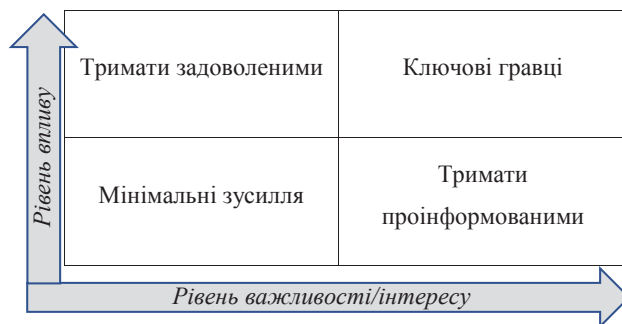 Рівень впливу
Тримати задоволеними
Ключові гравці
Мінімальні зусилля
Тримати
проінформованими
Рівень важливості/інтересу